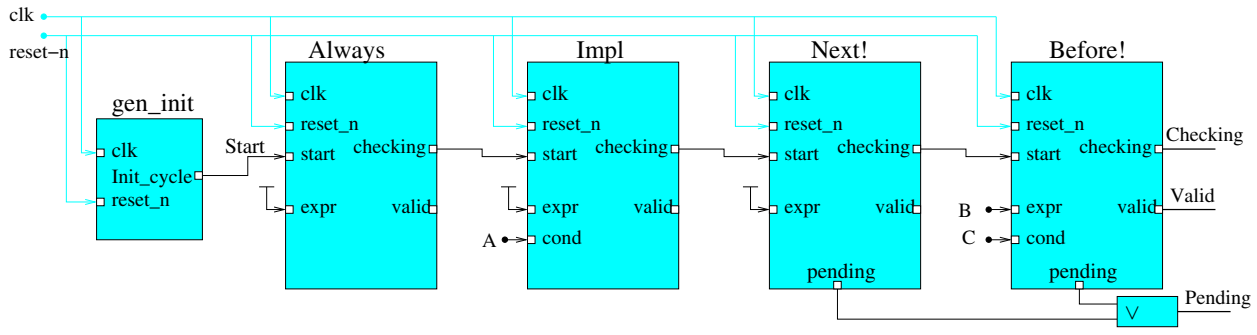 clk
reset-n
gen_init
clk
Init_cycle
reset_n
Start
Always
clk
reset_n
start
checking
expr
valid
Impl
clk
reset_n
start
checking
expr
valid
A
cond
Next!
clk
reset_n
start
checking
expr
valid
pending
Before!
clk
reset_n
start
checking
Checking
B
expr
valid
Valid
C
cond
pending
Pending
∨